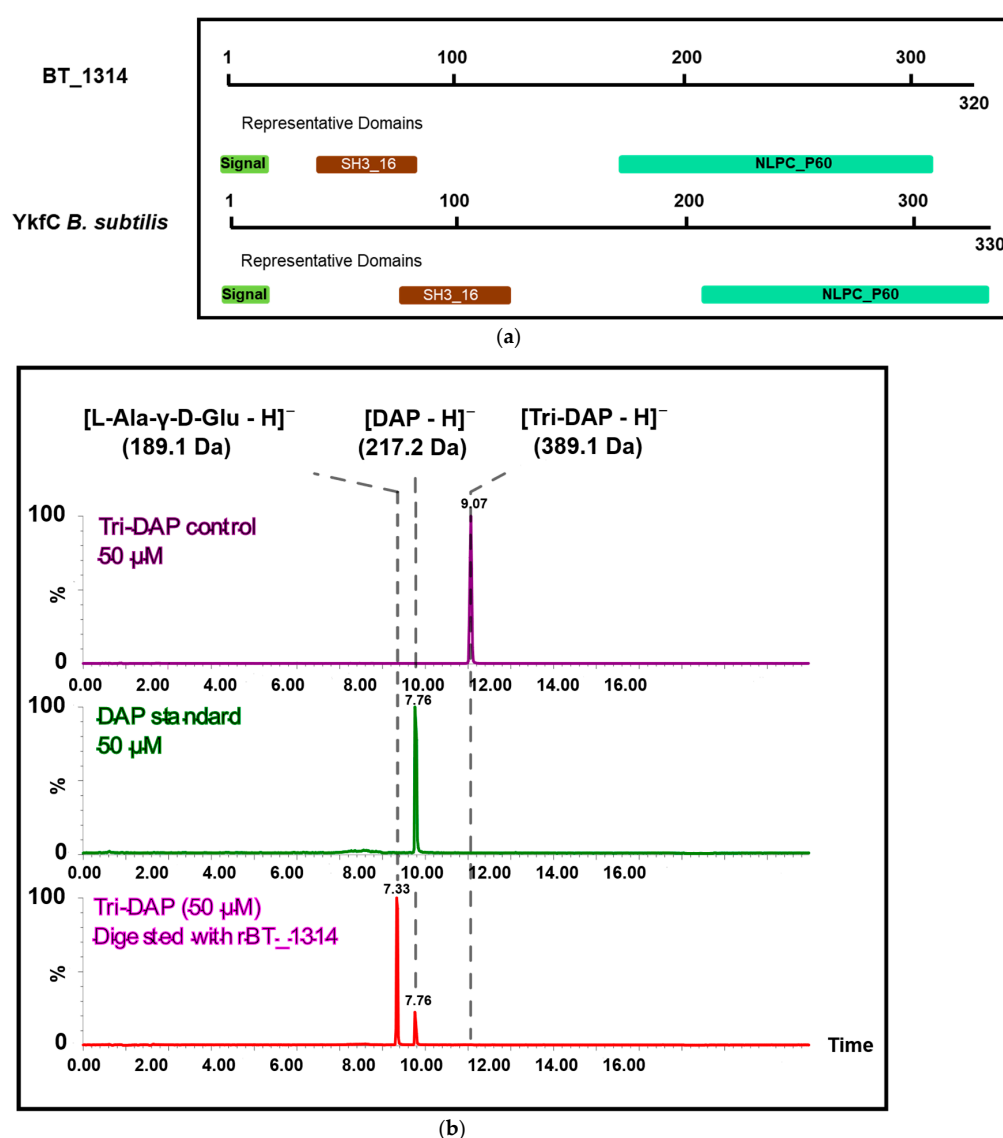 1 100 200 300
BT_1314
320
Representative Domains
Signal SH3_16 NLPC_P60
1 100 200 300
YkfC B. subtilis
330
Representative Domains
Signal SH3_16 NLPC_P60
(a)
[L-Ala-γ-D-Glu - H]⁻ [DAP - H]⁻ [Tri-DAP - H]⁻
(189.1 Da) (217.2 Da) (389.1 Da)
9.07
100
Tri-DAP control
50 µM
%
0
0.00 2.00 4.00 6.00 8.00 10.00 12.00 14.00 16.00
7.76
100
DAP standard
50 µM
%
0
0.00 2.00 4.00 6.00 8.00 10.00 12.00 14.00 16.00
7.33
100
Tri-DAP (50 µM)
Digested with rBT_1314
7.76
%
0
Time
0.00 2.00 4.00 6.00 8.00 10.00 12.00 14.00 16.00
(b)